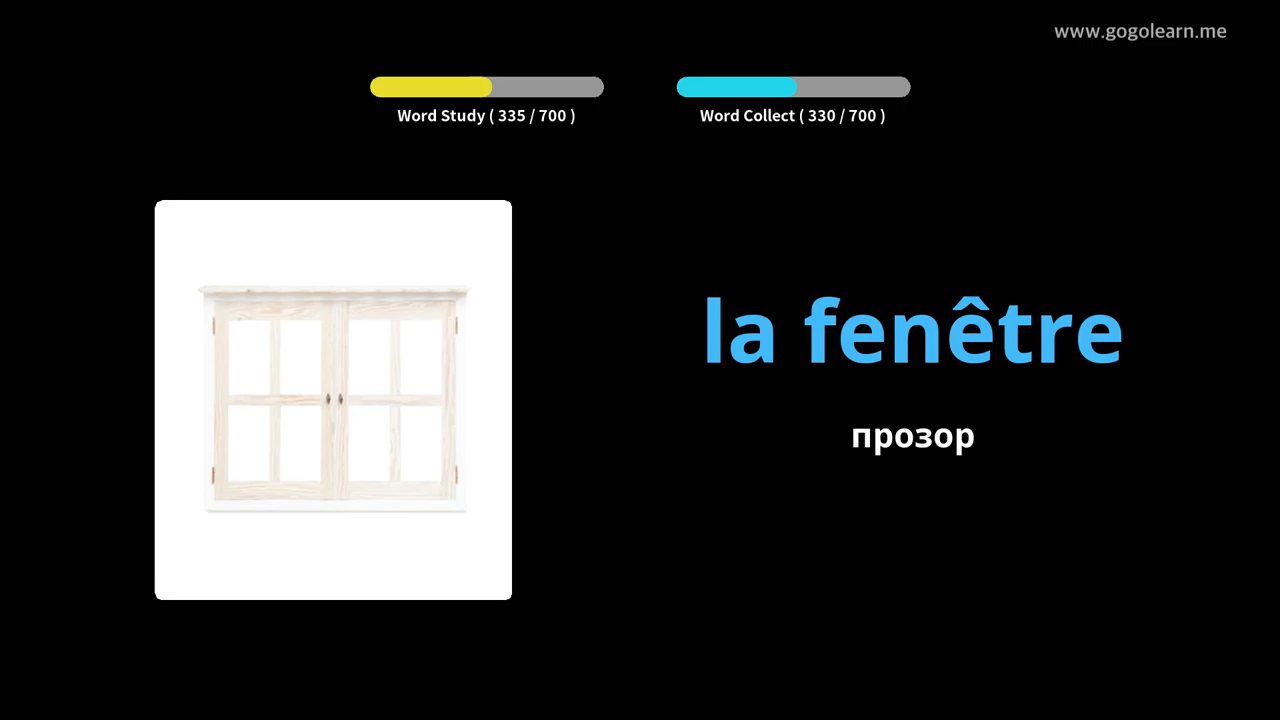 www.gogolearn.me
Word Study ( 335 / 700 )
Word Collect ( 330 / 700 )
la fenêtre
прозор